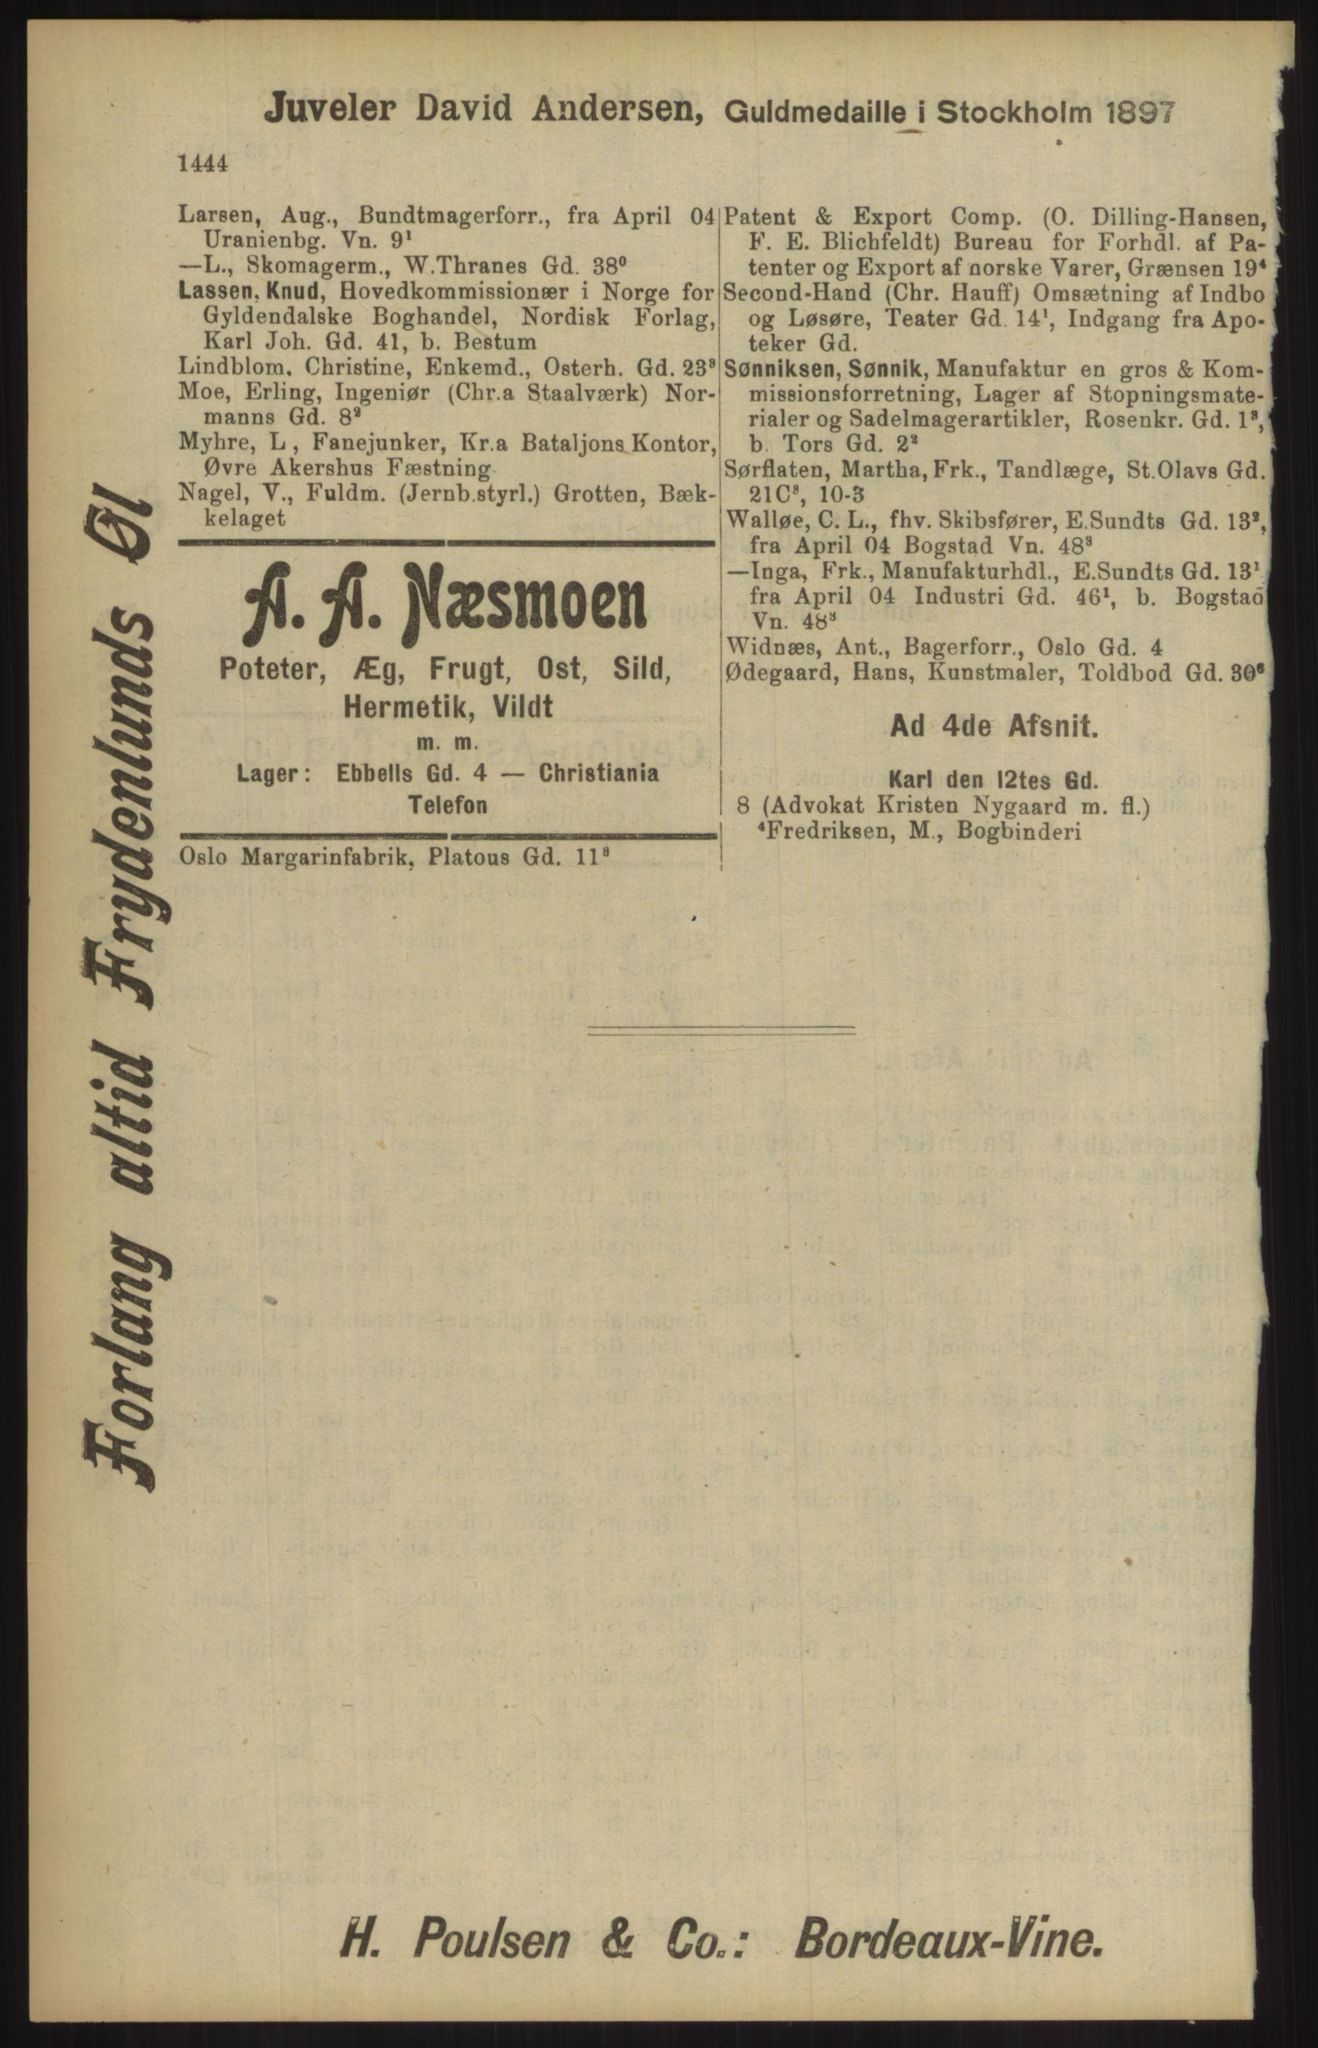 Juveler David Andersen, Guldmedaille i Stockholm 1897
1444
Larsen, Aug., Bundtmagerforr., fra April 04
Uranienbg. Vn. 9¹
—L., Skomagerm., W.Thranes Gd. 38⁰
Lassen, Knud, Hovedkommissionær i Norge for
Gyldendalske Boghandel, Nordisk Forlag,
Karl Joh. Gd. 41, b. Bestum
Lindblom, Christine, Enkemd., Osterh. Gd. 23³
Moe, Erling, Ingeniør (Chr.a Staalværk) Nor-
manns Gd. 8²
Myhre, L , Fanejunker, Kr.a Bataljons Kontor,
Øvre Akershus Fæstning
Nagel, V., Fuldm. (Jernb.styrl.) Grotten, Bæk-
kelaget
A. A. Næsmoen
Poteter, Æg, Frugt, Ost, Sild,
Hermetik, Vildt
m. m.
Lager: Ebbells Gd. 4 — Christiania
Telefon
Oslo Margarinfabrik, Platous Gd. 11³
Patent & Export Comp. (O. Dilling-Hansen,
F. E. Blichfeldt) Bureau for Forhdl. af Pa-
tenter og Export af norske Varer, Grænsen 19⁴
Second-Hand (Chr. Hauff) Omsætning af Indbo
og Løsøre, Teater Gd. 14¹, Indgang fra Apo-
teker Gd.
Sønniksen, Sønnik, Manufaktur en gros & Kom-
missionsforretning, Lager af Stopningsmate-
rialer og Sadelmagerartikler, Rosenkr. Gd. 1³,
b. Tors Gd. 2²
Sørflaten, Martha, Frk., Tandlæge, St.Olavs Gd.
21C³, 10-3
Walløe, C. L., fhv. Skibsfører, E.Sundts Gd. 13²,
fra April 04 Bogstad Vn. 48³
—Inga, Frk., Manufakturhdl., E.Sundts Gd. 13¹
fra April 04 Industri Gd. 46¹, b. Bogstad
Vn. 48³
Widnæs, Ant., Bagerforr., Oslo Gd. 4
Ødegaard, Hans, Kunstmaler, Toldbod Gd. 30⁶
Ad 4de Afsnit.
Karl den 12tes Gd.
8 (Advokat Kristen Nygaard m. fl.)
⁴Fredriksen, M., Bogbinderi
Forlang altid Frydenlunds Øl
H. Poulsen & Co.: Bordeaux-Vine.